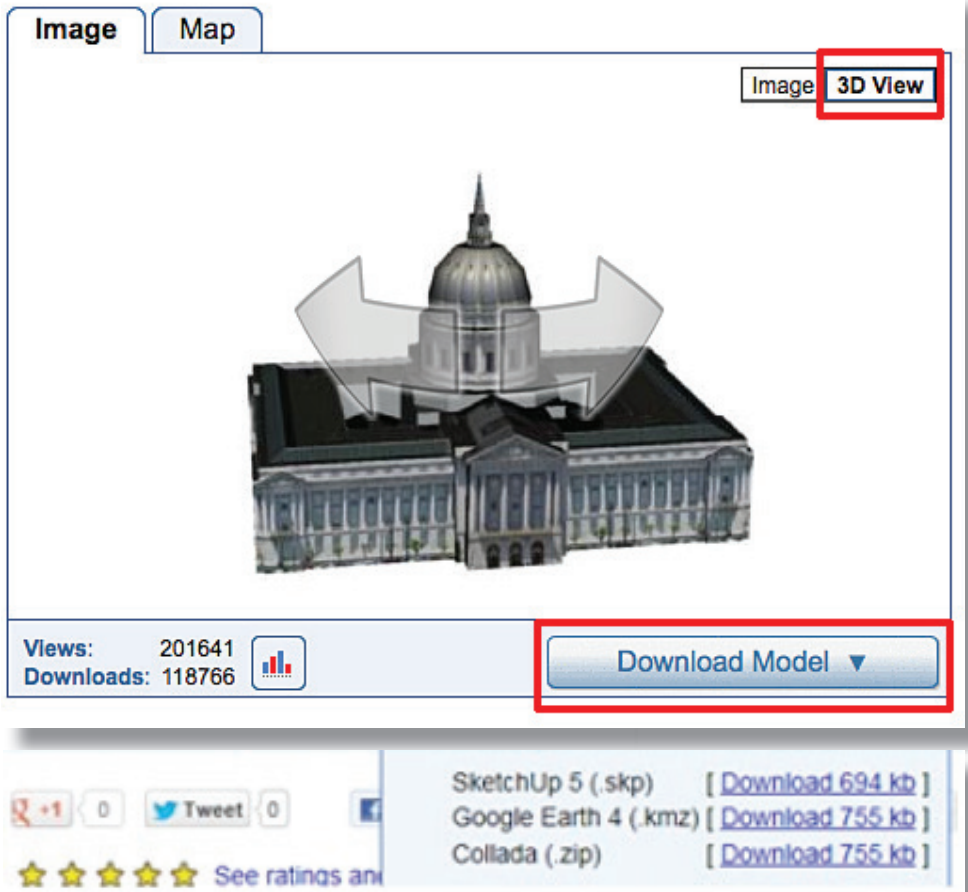 Image Map
Image 3D View
Views: 201641
Downloads: 118766
Download Model ▼
SketchUp 5 (.skp) [ Download 694 kb ]
+1 0 Tweet 0 Google Earth 4 (.kmz) [ Download 755 kb ]
Collada (.zip) [ Download 755 kb ]
See ratings and